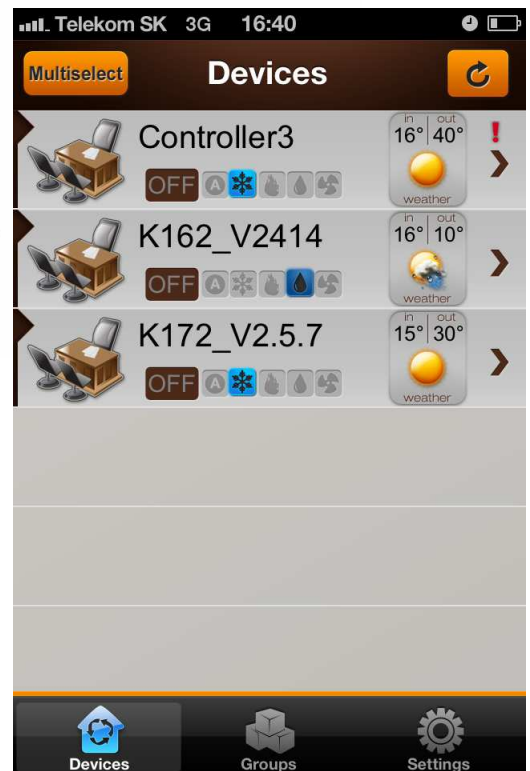 Telekom SK 3G 16:40
Multiselect Devices
Controller3
OFF A
in out
16° 40° !
weather
K162_V2414
OFF A
in out
16° 10°
weather
K172_V2.5.7
OFF A
in out
15° 30°
weather
Devices Groups Settings